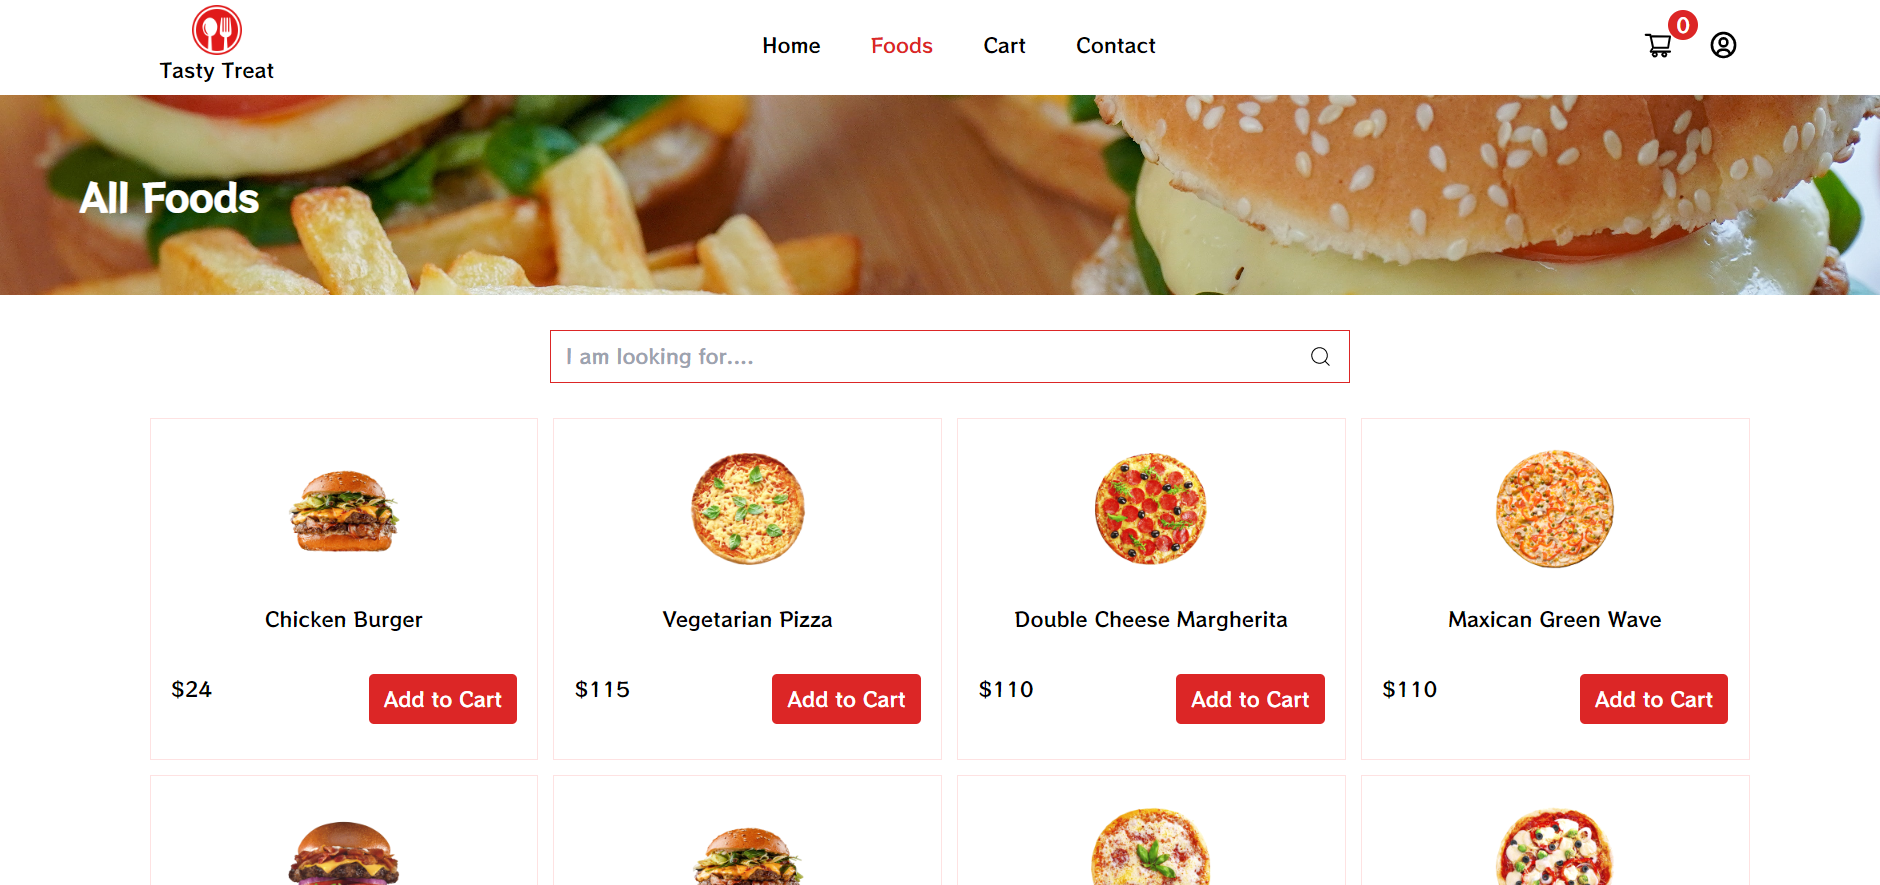 Tasty Treat
Home Foods Cart Contact
0
All Foods
I am looking for....
Chicken Burger
$24
Add to Cart
Vegetarian Pizza
$115
Add to Cart
Double Cheese Margherita
$110
Add to Cart
Maxican Green Wave
$110
Add to Cart